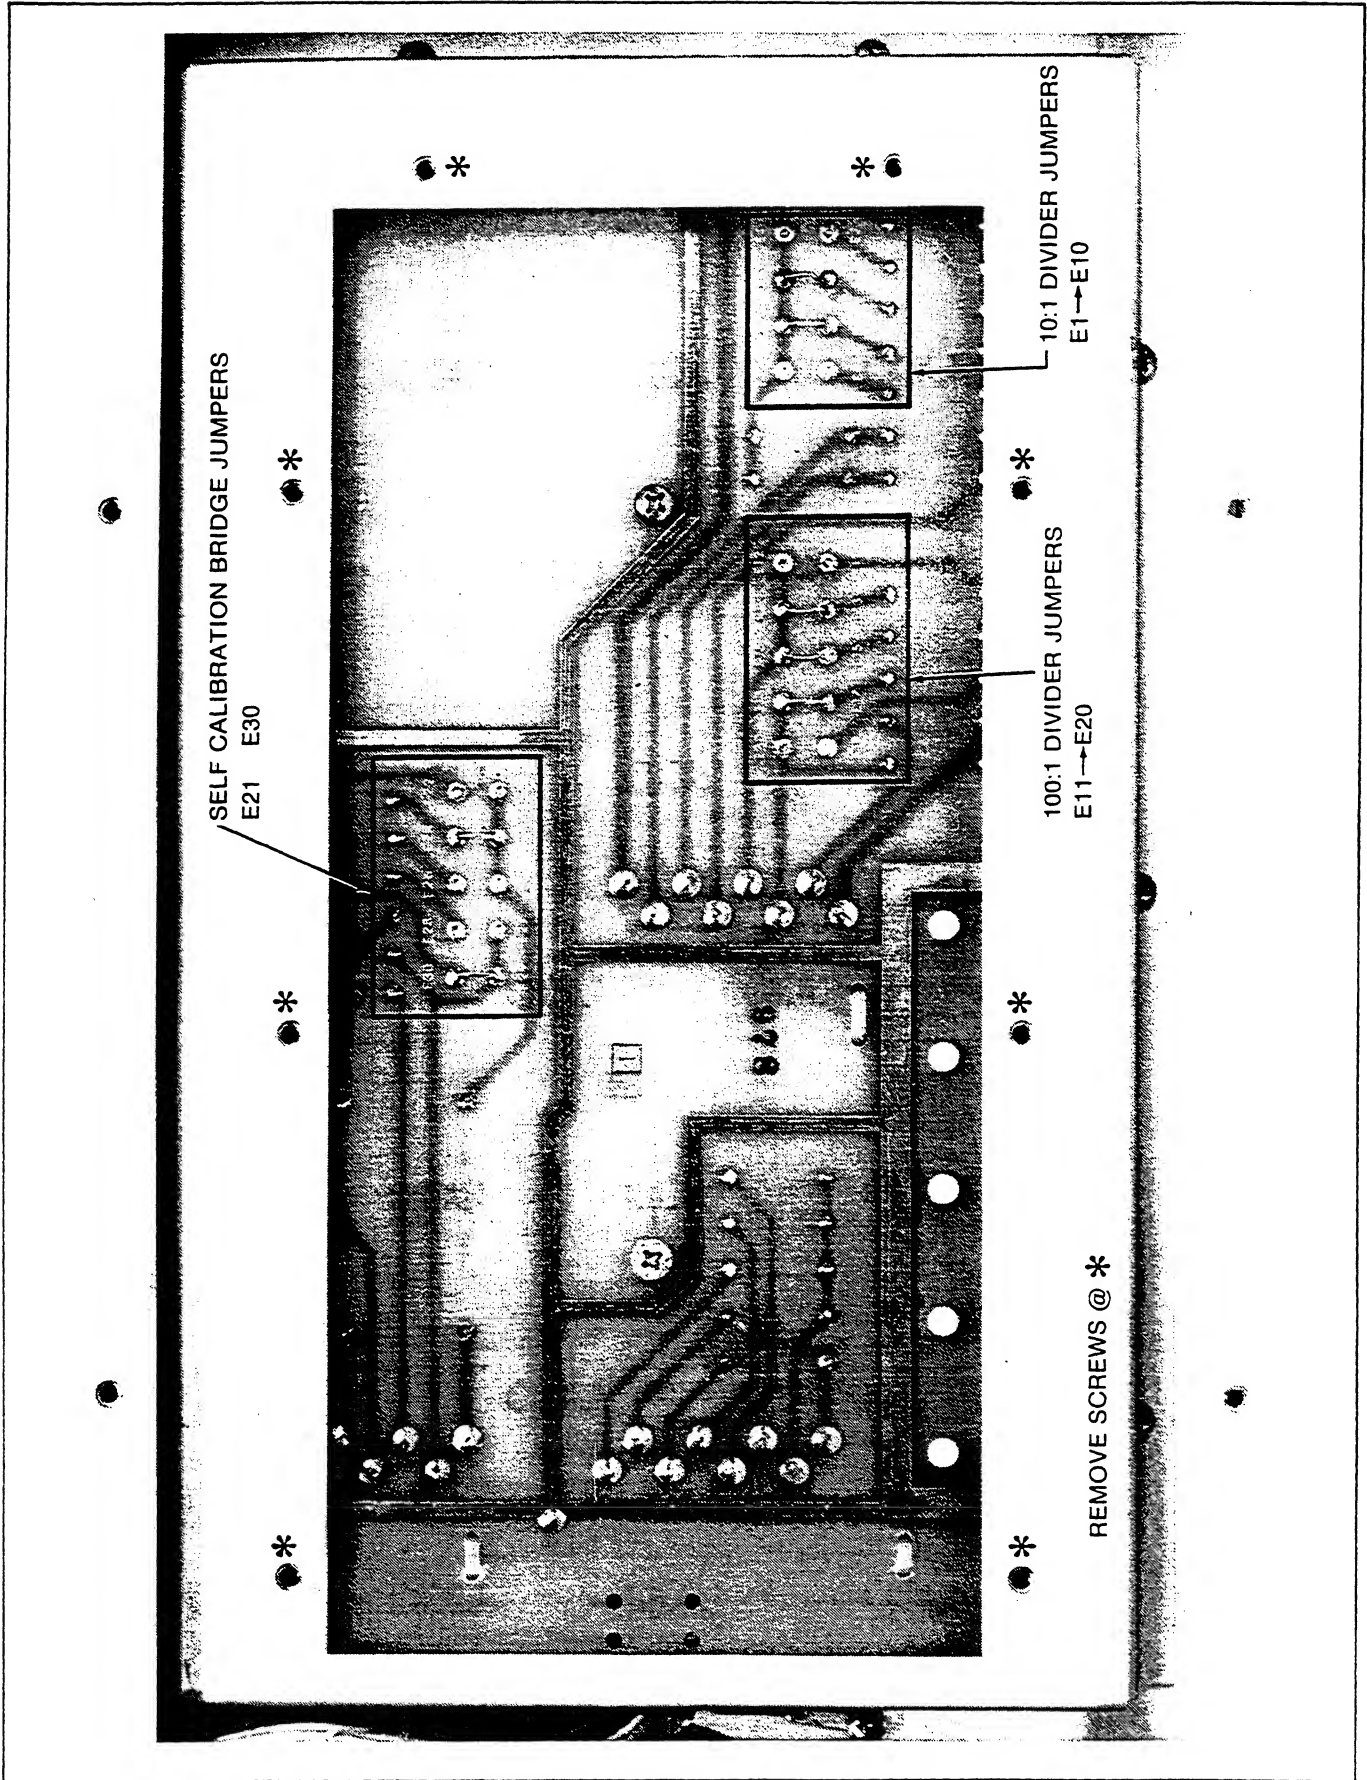 SELF CALIBRATION BRIDGE JUMPERS
E21 E30
100:1 DIVIDER JUMPERS
E11→E20
10:1 DIVIDER JUMPERS
E1→E10
REMOVE SCREWS @ *